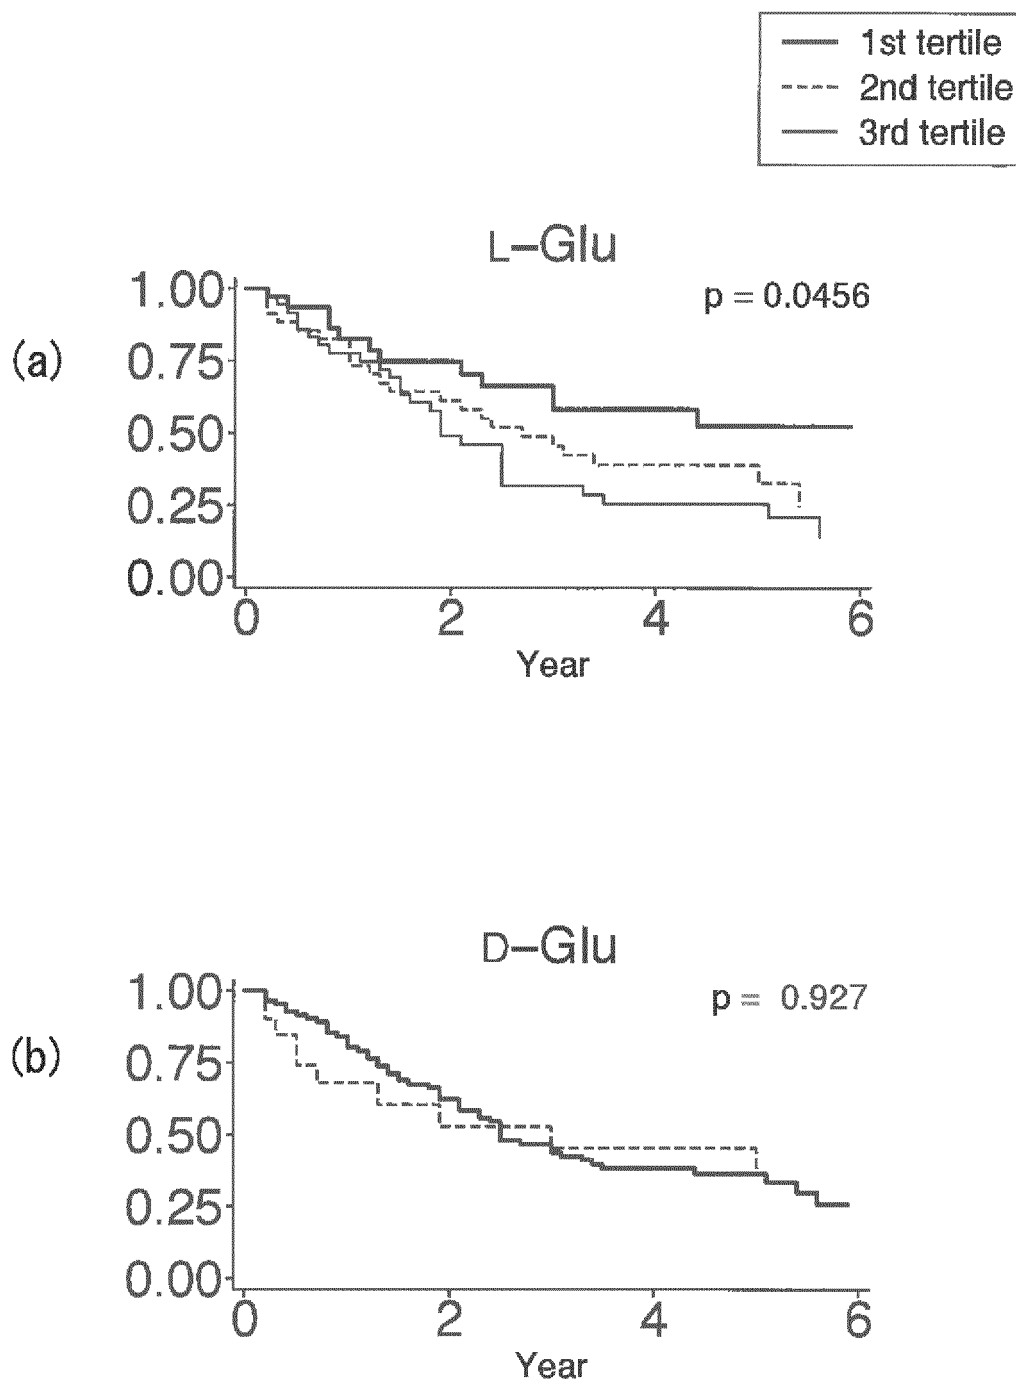 1st tertile
2nd tertile
3rd tertile
L–Glu
p = 0.0456
(a)
1.00
0.75
0.50
0.25
0.00
0 2 4 6
Year
D–Glu
p = 0.927
(b)
1.00
0.75
0.50
0.25
0.00
0 2 4 6
Year